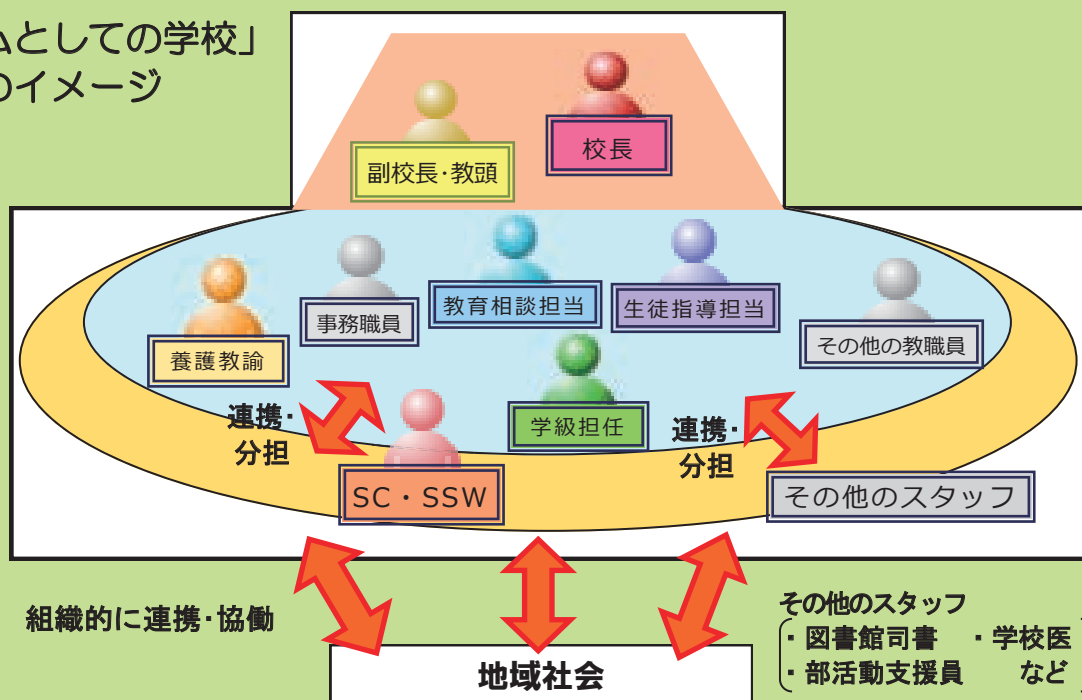 ムとしての学校」
のイメージ
校長
副校長・教頭
教育相談担当
生徒指導担当
事務職員
その他の教職員
養護教諭
学級担任
連携・
分担
連携・
分担
SC・SSW
その他のスタッフ
組織的に連携・協働
その他のスタッフ
・図書館司書 ・学校医
・部活動支援員 など
地域社会